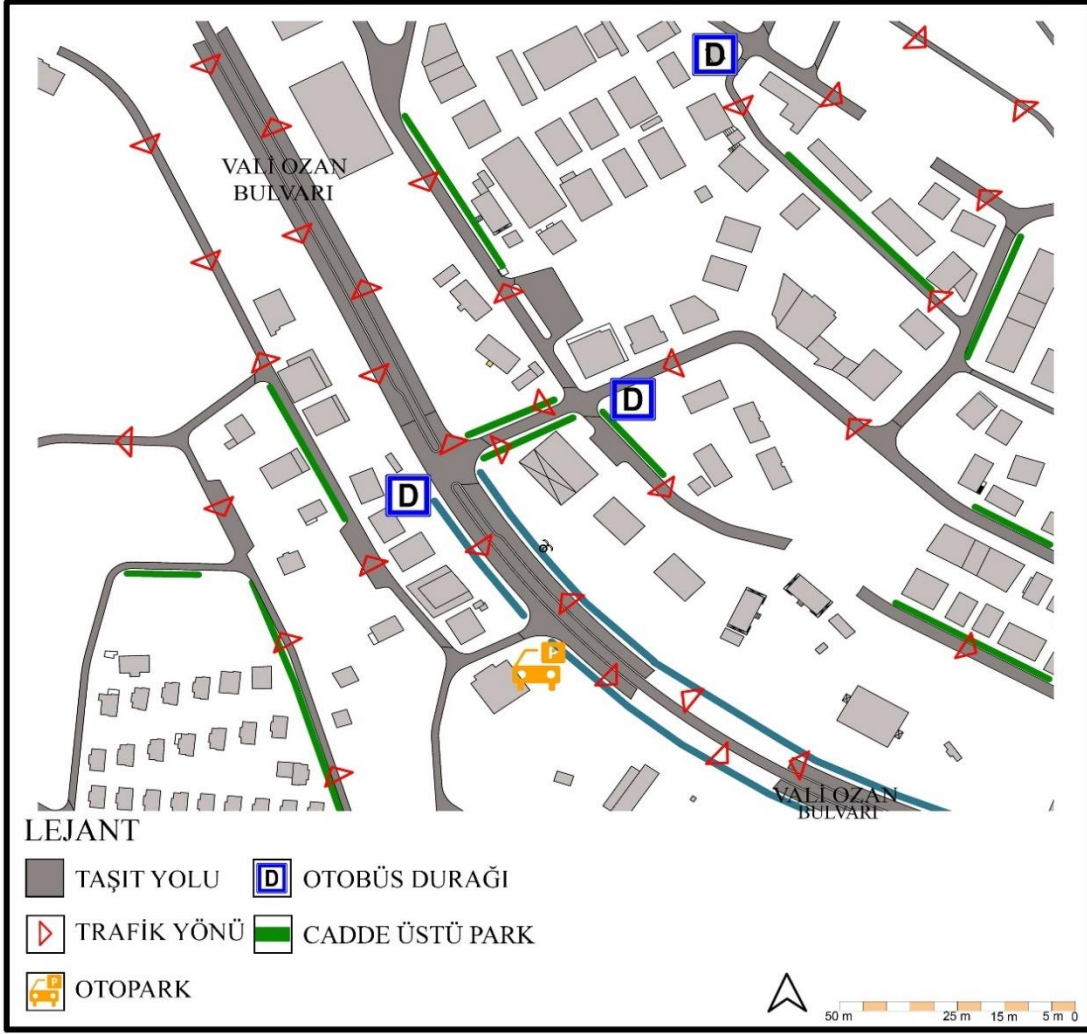 D
VALİ OZAN
BULVARI
D
D
P
VALİ OZAN
BULVARI
LEJANT
TAŞIT YOLU
D
OTOBÜS DURAĞI
TRAFİK YÖNÜ
CADDE ÜSTÜ PARK
P
OTOPARK
50 m
25 m
15 m
5 m
0